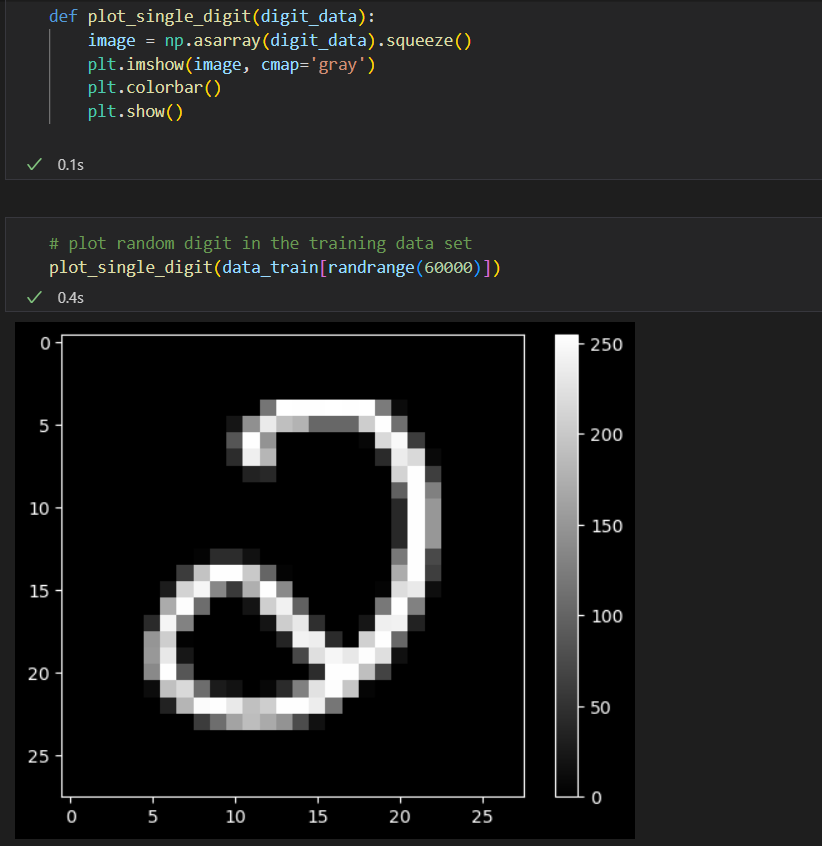 def plot_single_digit(digit_data):
    image = np.asarray(digit_data).squeeze()
    plt.imshow(image, cmap='gray')
    plt.colorbar()
    plt.show()
✓ 0.1s
# plot random digit in the training data set
plot_single_digit(data_train[randrange(60000)])
✓ 0.4s
0
5
10
15
20
25
0 5 10 15 20 25
250
200
150
100
50
0
2